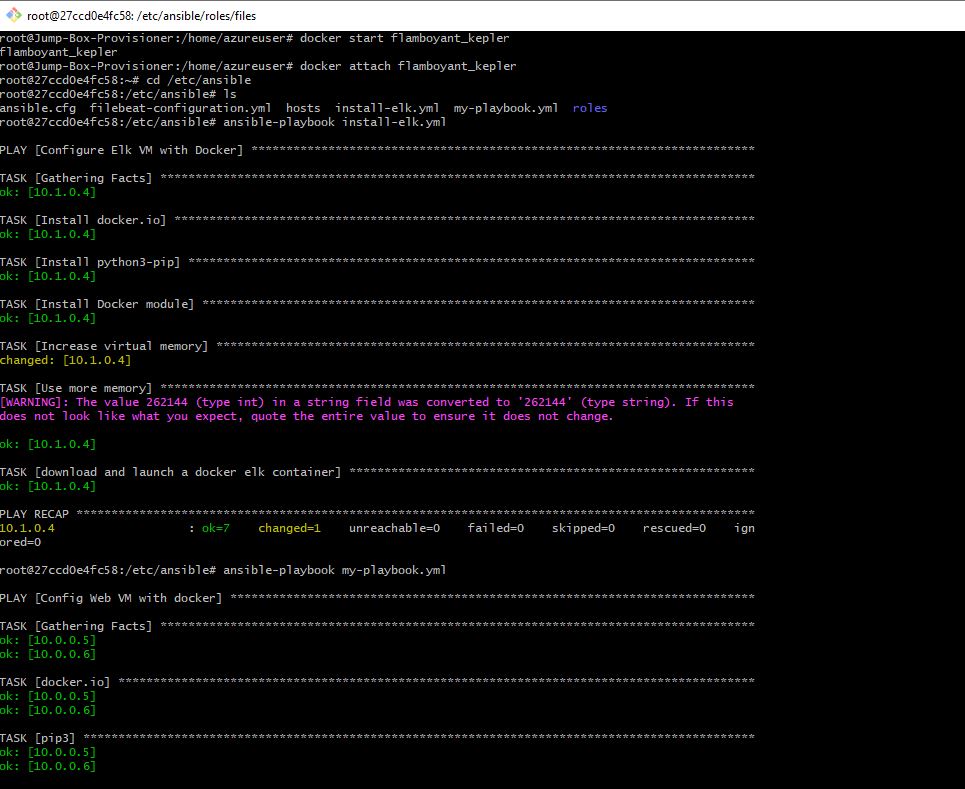 root@27ccd0e4fc58: /etc/ansible/roles/files
root@Jump-Box-Provisioner:/home/azureuser# docker start flamboyant_kepler
flamboyant_kepler
root@Jump-Box-Provisioner:/home/azureuser# docker attach flamboyant_kepler
root@27ccd0e4fc58:~# cd /etc/ansible
root@27ccd0e4fc58:/etc/ansible# ls
ansible.cfg  filebeat-configuration.yml  hosts  install-elk.yml  my-playbook.yml  roles
root@27ccd0e4fc58:/etc/ansible# ansible-playbook install-elk.yml
PLAY [Configure Elk VM with Docker] ************************************************************************
TASK [Gathering Facts] *************************************************************************************
ok: [10.1.0.4]
TASK [Install docker.io] ***********************************************************************************
ok: [10.1.0.4]
TASK [Install python3-pip] *********************************************************************************
ok: [10.1.0.4]
TASK [Install Docker module] *******************************************************************************
ok: [10.1.0.4]
TASK [Increase virtual memory] *****************************************************************************
changed: [10.1.0.4]
TASK [Use more memory] *************************************************************************************
[WARNING]: The value 262144 (type int) in a string field was converted to '262144' (type string). If this
does not look like what you expect, quote the entire value to ensure it does not change.
ok: [10.1.0.4]
TASK [download and launch a docker elk container] **********************************************************
ok: [10.1.0.4]
PLAY RECAP *************************************************************************************************
10.1.0.4                   : ok=7    changed=1    unreachable=0    failed=0    skipped=0    rescued=0    ign
ored=0
root@27ccd0e4fc58:/etc/ansible# ansible-playbook my-playbook.yml
PLAY [Config Web VM with docker] ***************************************************************************
TASK [Gathering Facts] *************************************************************************************
ok: [10.0.0.5]
ok: [10.0.0.6]
TASK [docker.io] *******************************************************************************************
ok: [10.0.0.5]
ok: [10.0.0.6]
TASK [pip3] ************************************************************************************************
ok: [10.0.0.5]
ok: [10.0.0.6]